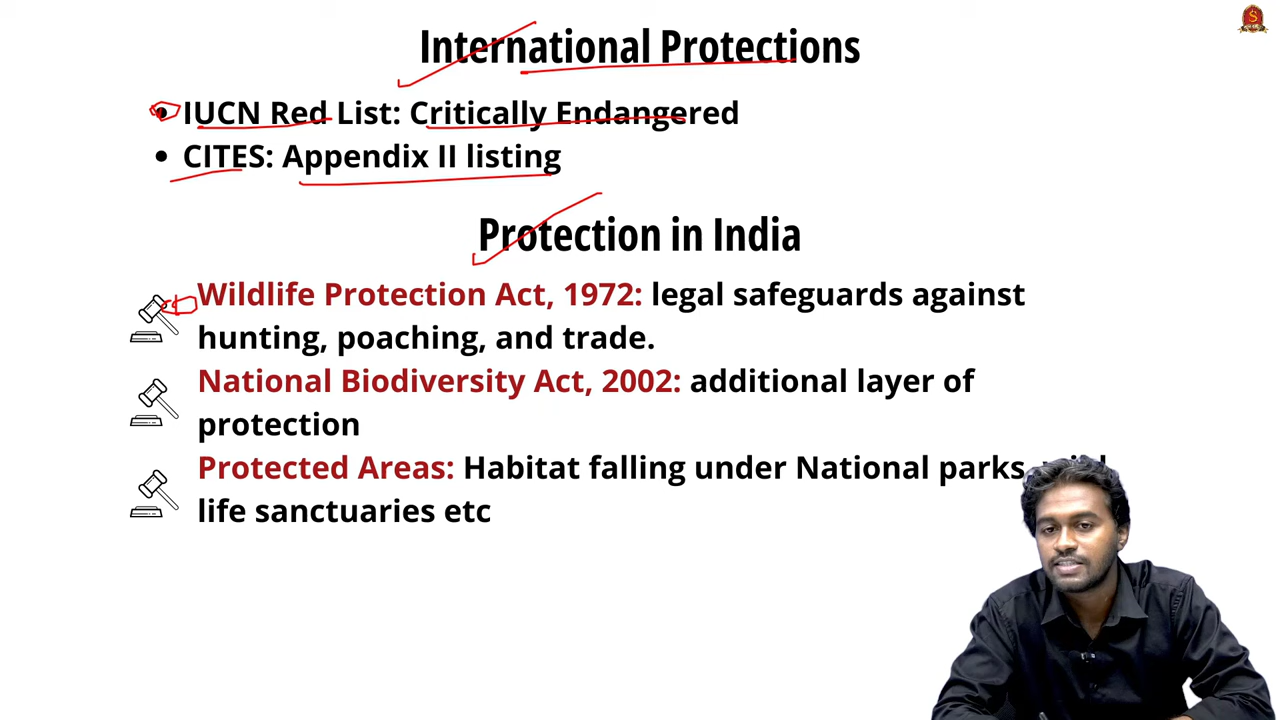 International Protections
• IUCN Red List: Critically Endangered
• CITES: Appendix II listing
Protection in India
Wildlife Protection Act, 1972: legal safeguards against
hunting, poaching, and trade.
National Biodiversity Act, 2002: additional layer of
protection
Protected Areas: Habitat falling under National parks,
life sanctuaries etc